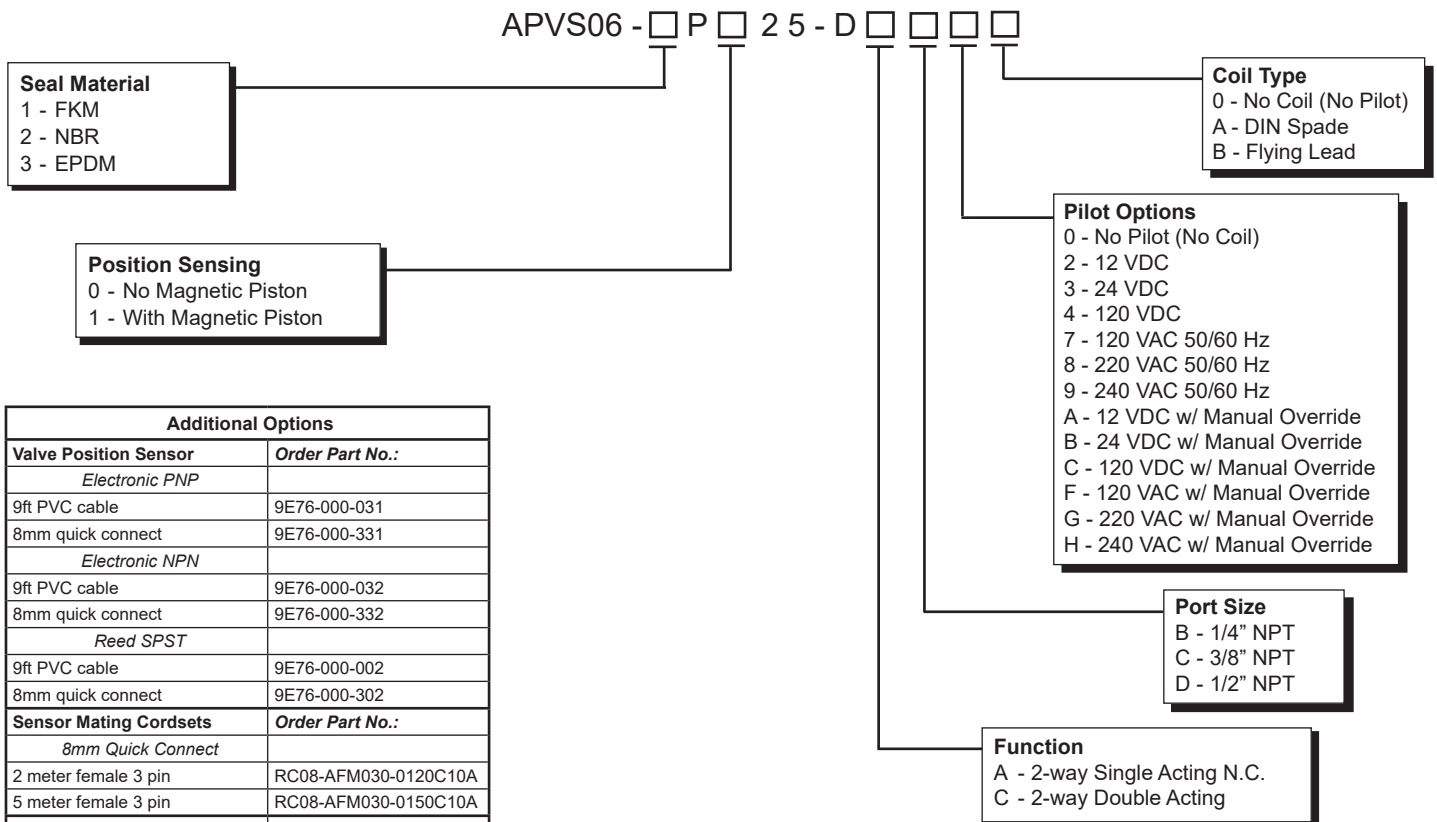 APVS06 - □ P □ 2 5 - D □ □ □ □
Seal Material
1 - FKM
2 - NBR
3 - EPDM
Position Sensing
0 - No Magnetic Piston
1 - With Magnetic Piston
Coil Type
0 - No Coil (No Pilot)
A - DIN Spade
B - Flying Lead
Pilot Options
0 - No Pilot (No Coil)
2 - 12 VDC
3 - 24 VDC
4 - 120 VDC
7 - 120 VAC 50/60 Hz
8 - 220 VAC 50/60 Hz
9 - 240 VAC 50/60 Hz
A - 12 VDC w/ Manual Override
B - 24 VDC w/ Manual Override
C - 120 VDC w/ Manual Override
F - 120 VAC w/ Manual Override
G - 220 VAC w/ Manual Override
H - 240 VAC w/ Manual Override
Port Size
B - 1/4” NPT
C - 3/8” NPT
D - 1/2” NPT
Function
A - 2-way Single Acting N.C.
C - 2-way Double Acting
Additional Options
Valve Position Sensor Order Part No.:
Electronic PNP
9ft PVC cable 9E76-000-031
8mm quick connect 9E76-000-331
Electronic NPN
9ft PVC cable 9E76-000-032
8mm quick connect 9E76-000-332
Reed SPST
9ft PVC cable 9E76-000-002
8mm quick connect 9E76-000-302
Sensor Mating Cordsets Order Part No.:
8mm Quick Connect
2 meter female 3 pin RC08-AFM030-0120C10A
5 meter female 3 pin RC08-AFM030-0150C10A